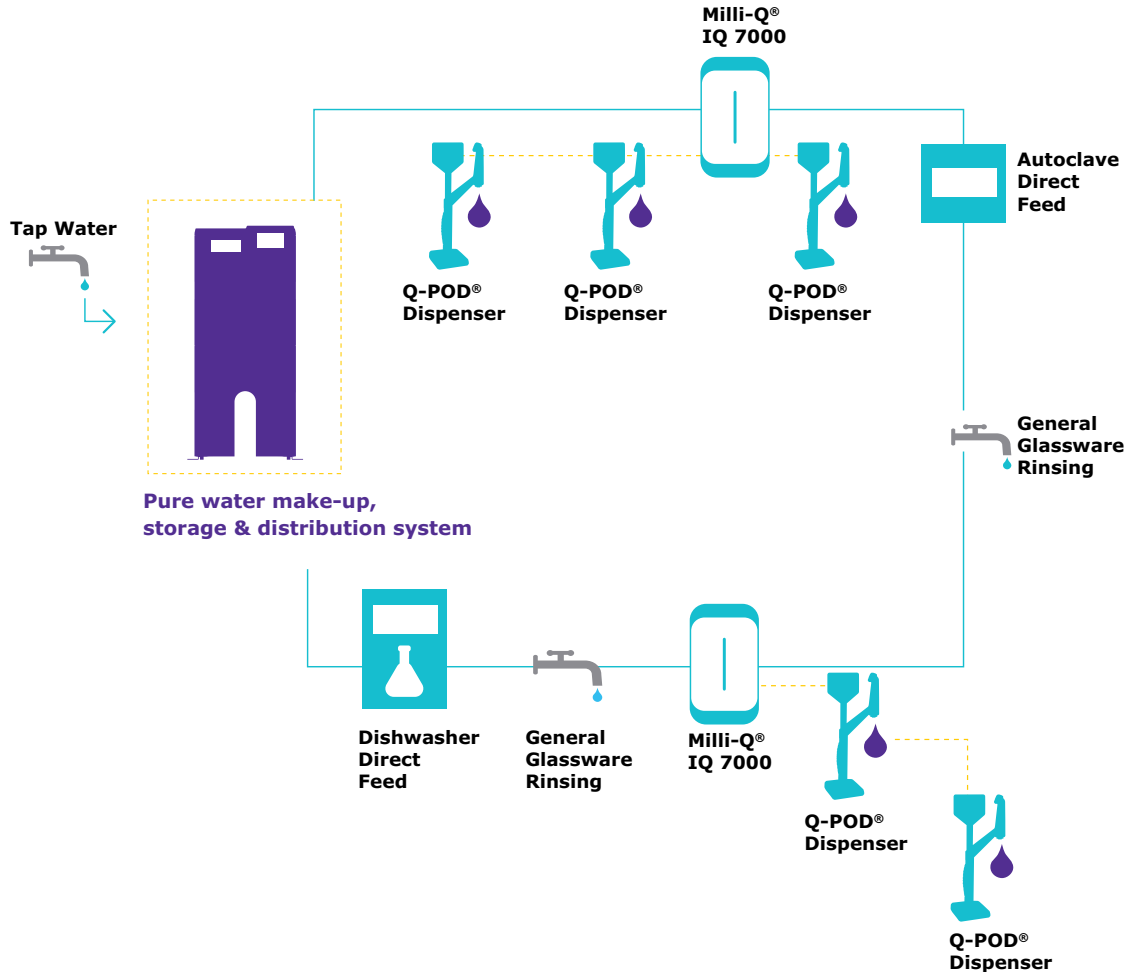 Milli-Q®
IQ 7000
Autoclave
Direct
Feed
Tap Water
Q-POD®
Dispenser
Q-POD®
Dispenser
Q-POD®
Dispenser
General
Glassware
Rinsing
Pure water make-up,
storage & distribution system
Dishwasher
Direct
Feed
General
Glassware
Rinsing
Milli-Q®
IQ 7000
Q-POD®
Dispenser
Q-POD®
Dispenser